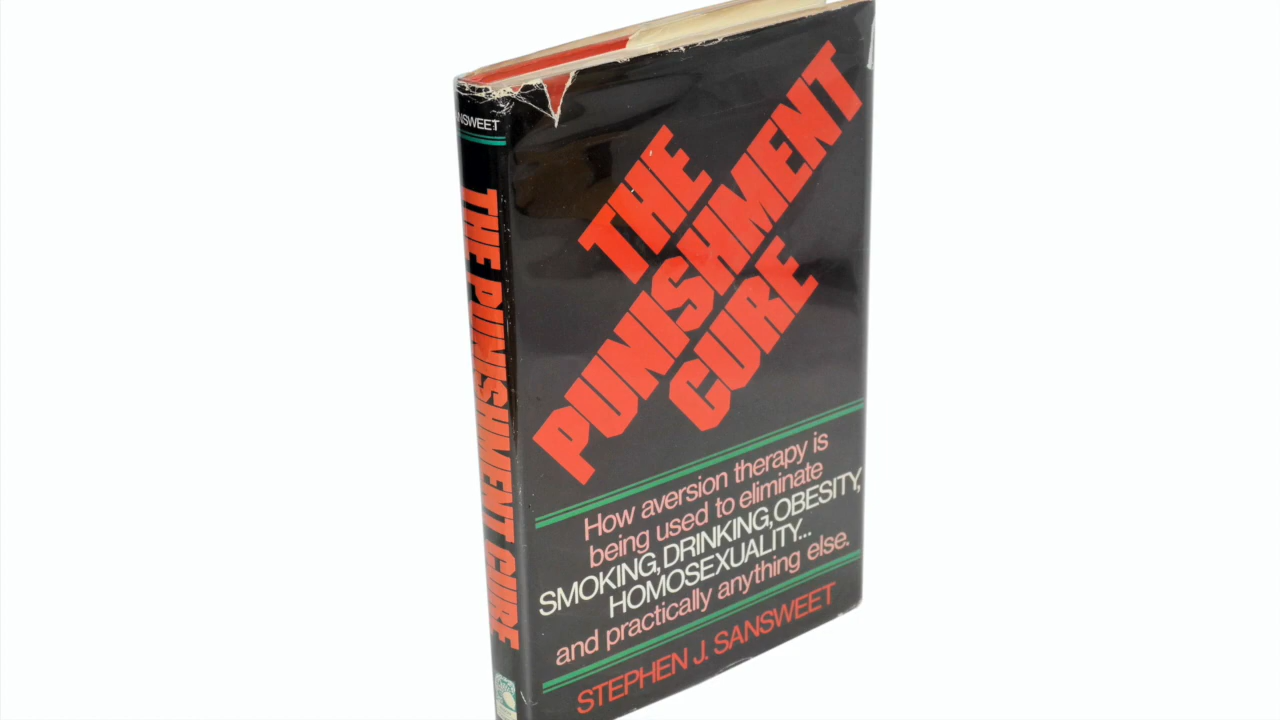 NSWEET
THE PUNISHMENT CURE
THE
PUNISHMENT
CURE
How aversion therapy is
being used to eliminate
SMOKING, DRINKING, OBESITY,
HOMOSEXUALITY...
and practically anything else.
STEPHEN J. SANSWEET